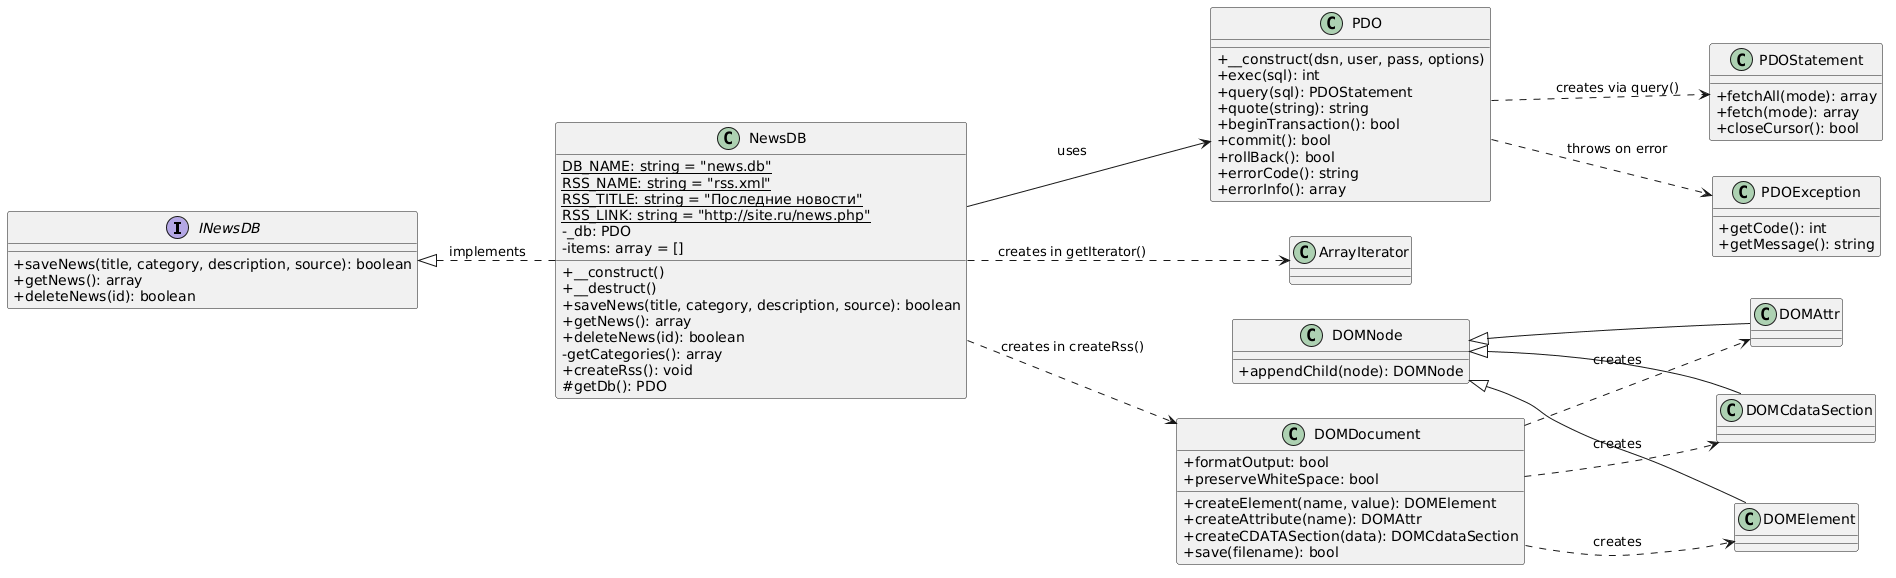 INewsDB
+saveNews(title, category, description, source): boolean
+getNews(): array
+deleteNews(id): boolean
implements
NewsDB
DB_NAME: string = "news.db"
RSS_NAME: string = "rss.xml"
RSS_TITLE: string = "Последние новости"
RSS_LINK: string = "http://site.ru/news.php"
-_db: PDO
-items: array = []
+__construct()
+__destruct()
+saveNews(title, category, description, source): boolean
+getNews(): array
+deleteNews(id): boolean
-getCategories(): array
+createRss(): void
#getDb(): PDO
uses
creates in getIterator()
creates in createRss()
PDO
+__construct(dsn, user, pass, options)
+exec(sql): int
+query(sql): PDOStatement
+quote(string): string
+beginTransaction(): bool
+commit(): bool
+rollBack(): bool
+errorCode(): string
+errorInfo(): array
creates via query()
throws on error
PDOStatement
+fetchAll(mode): array
+fetch(mode): array
+closeCursor(): bool
PDOException
+getCode(): int
+getMessage(): string
ArrayIterator
DOMNode
+appendChild(node): DOMNode
DOMDocument
+formatOutput: bool
+preserveWhiteSpace: bool
+createElement(name, value): DOMElement
+createAttribute(name): DOMAttr
+createCDATASection(data): DOMCdataSection
+save(filename): bool
creates
creates
creates
DOMAttr
DOMCdataSection
DOMElement